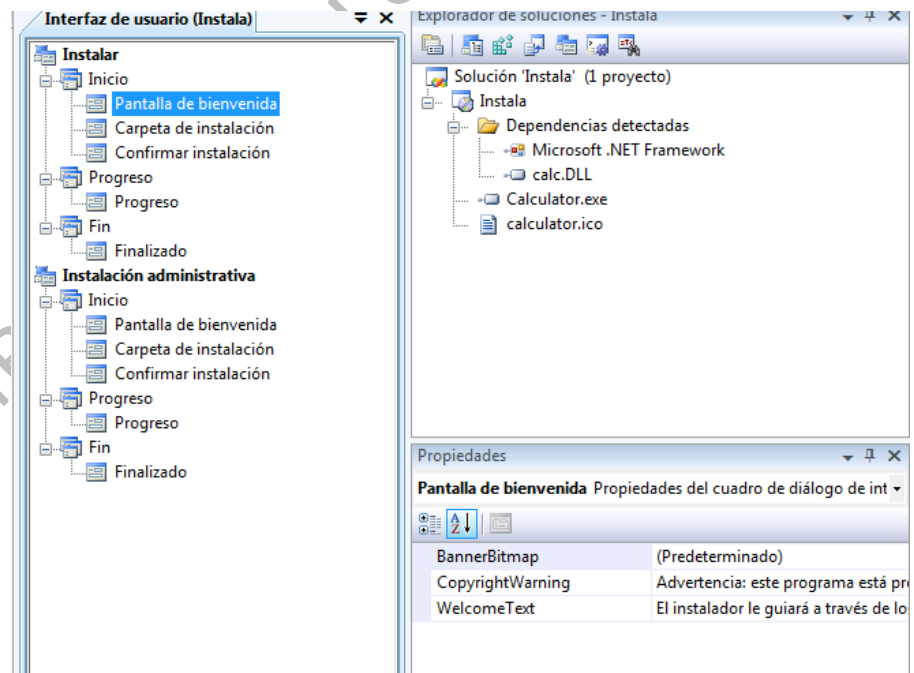 Interfaz de usuario (Instala)
Instalar
Inicio
Pantalla de bienvenida
Carpeta de instalación
Confirmar instalación
Progreso
Progreso
Fin
Finalizado
Instalación administrativa
Inicio
Pantalla de bienvenida
Carpeta de instalación
Confirmar instalación
Progreso
Progreso
Fin
Finalizado
Explorador de soluciones - Instala
Solución 'Instala' (1 proyecto)
Instala
Dependencias detectadas
Microsoft .NET Framework
calc.DLL
Calculator.exe
calculator.ico
Propiedades
Pantalla de bienvenida Propiedades del cuadro de diálogo de int
BannerBitmap (Predeterminado)
CopyrightWarning Advertencia: este programa está pr
WelcomeText El instalador le guiará a través de lo